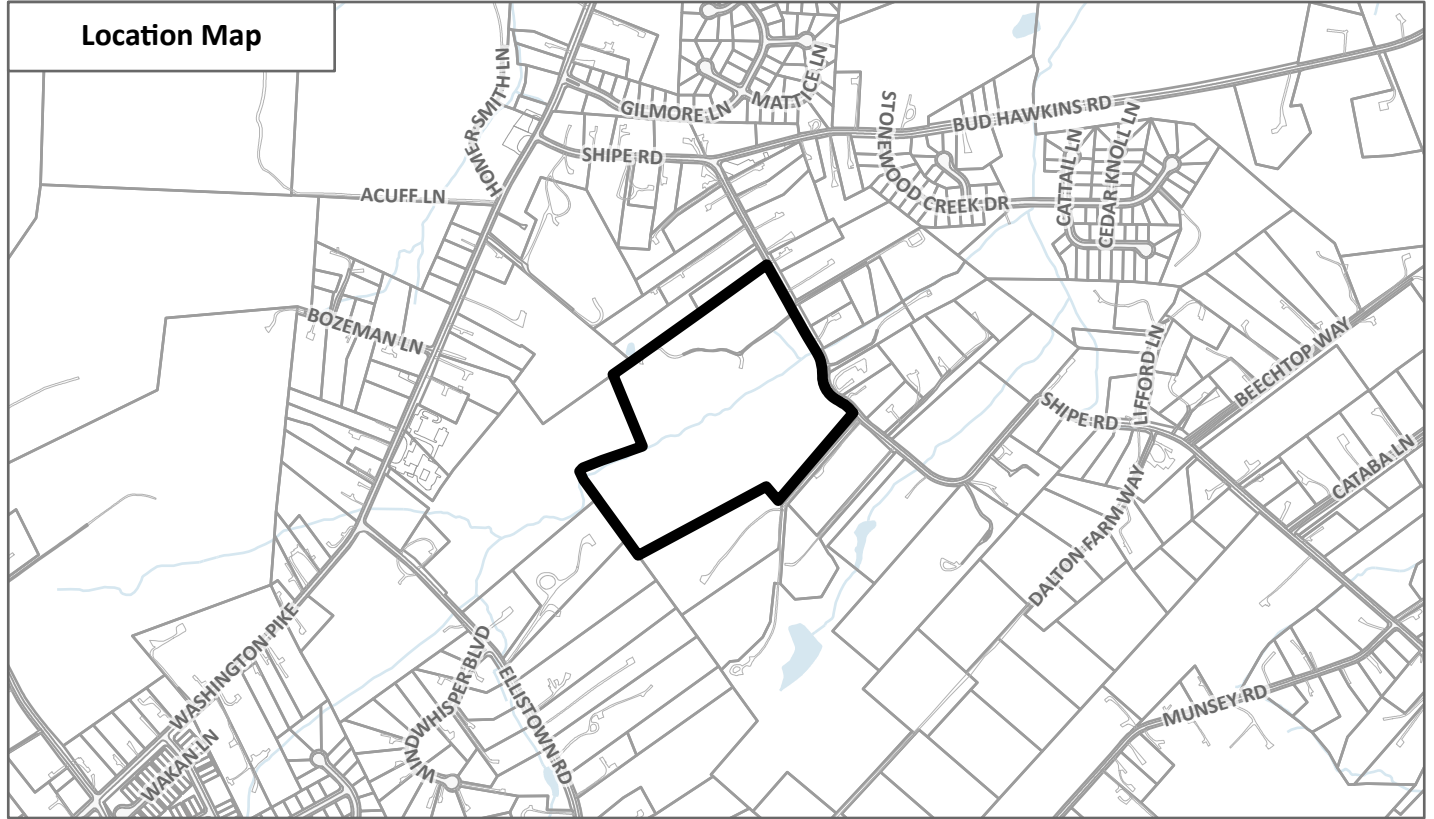 Location Map
HOMER SMITH LN
GILMORE LN
MATTICE LN
STONEWOOD CREEK DR
BUD HAWKINS RD
CATTAIL LN
CEDAR KNOLL LN
SHIPE RD
ACUFF LN
BOZEMAN LN
LIFFORD LN
BEECHTOP WAY
SHIPE RD
CATABA LN
DALTON FARM WAY
WASHINGTON PIKE
WINDWHISPER BLVD
ELLISTOWN RD
MUNSEY RD
WAKAN LN